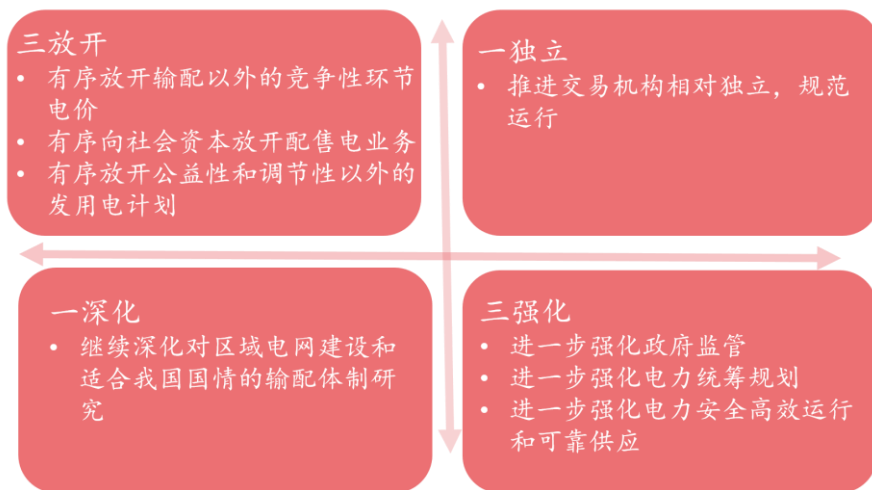 三放开
• 有序放开输配以外的竞争性环节
电价
• 有序向社会资本放开配售电业务
• 有序放开公益性和调节性以外的
发用电计划
一独立
• 推进交易机构相对独立，规范
运行
一深化
• 继续深化对区域电网建设和
适合我国国情的输配体制研
究
三强化
• 进一步强化政府监管
• 进一步强化电力统筹规划
• 进一步强化电力安全高效运行
和可靠供应